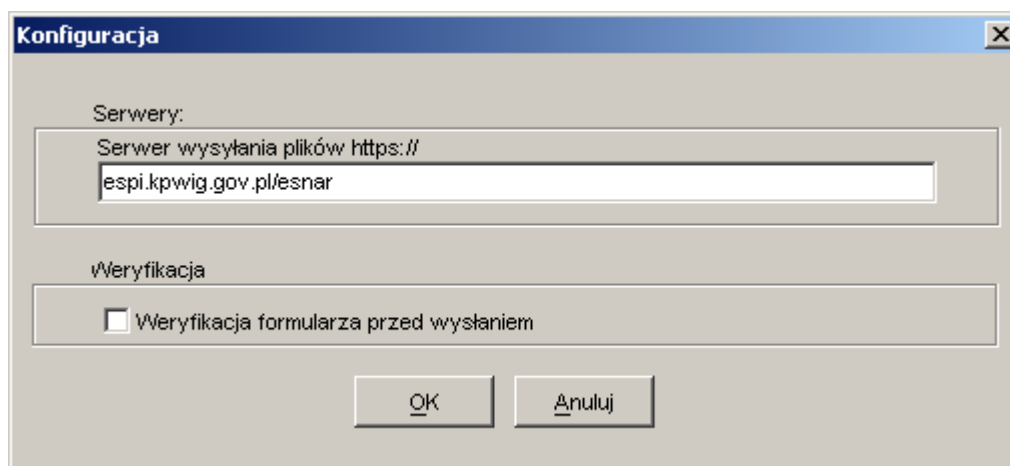 Konfiguracja
Serwery:
Serwer wysyłania plików https://
espi.kpwig.gov.pl/esnar
Weryfikacja
Weryfikacja formularza przed wysłaniem
OK
Anuluj